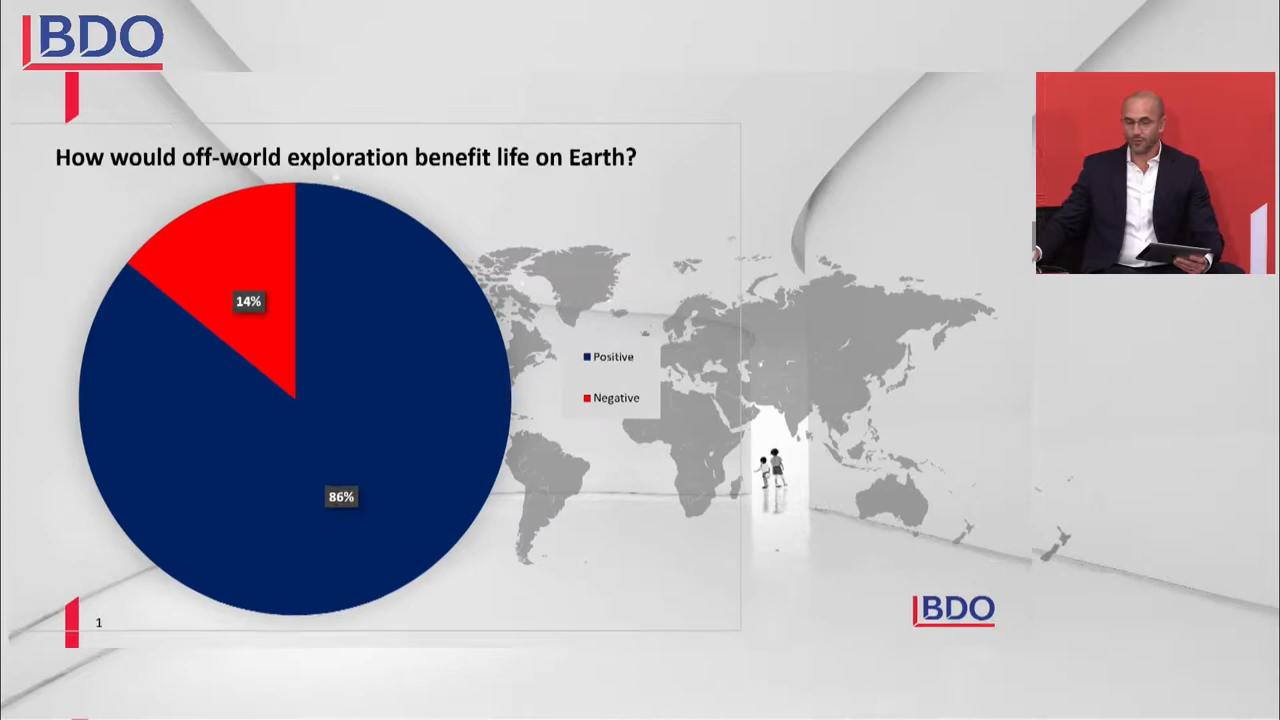 BDO
How would off-world exploration benefit life on Earth?
14%
Positive
Negative
86%
1
BDO